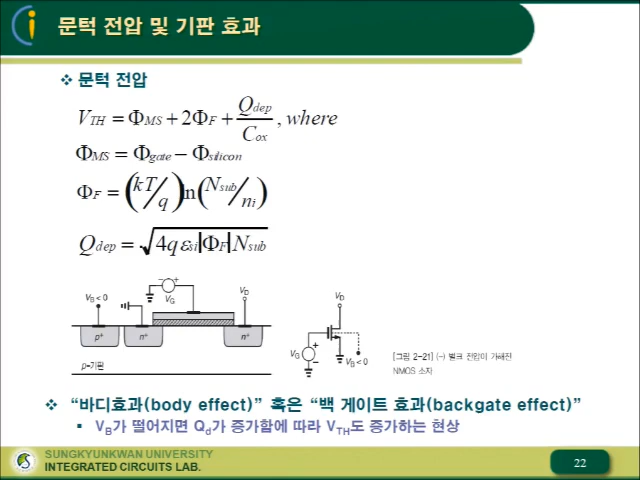 문턱 전압 및 기판 효과
❖ 문턱 전압
V_TH = Φ_MS + 2Φ_F + Q_dep / C_ox , where
Φ_MS = Φ_gate − Φ_silicon
Φ_F = (kT/q) ln (N_sub/n_i)
Q_dep = √(4qε_si|Φ_F|N_sub)
V_B<0
V_G
V_D
p+
n+
n+
p-기판
V_D
V_G
V_B<0
[그림 2-21] (-) 벌크 전압이 가해진
NMOS 소자
❖ “바디효과(body effect)” 혹은 “백 게이트 효과(backgate effect)”
▪ V_B가 떨어지면 Q_d가 증가함에 따라 V_TH도 증가하는 현상
SUNGKYUNKWAN UNIVERSITY
INTEGRATED CIRCUITS LAB.
22